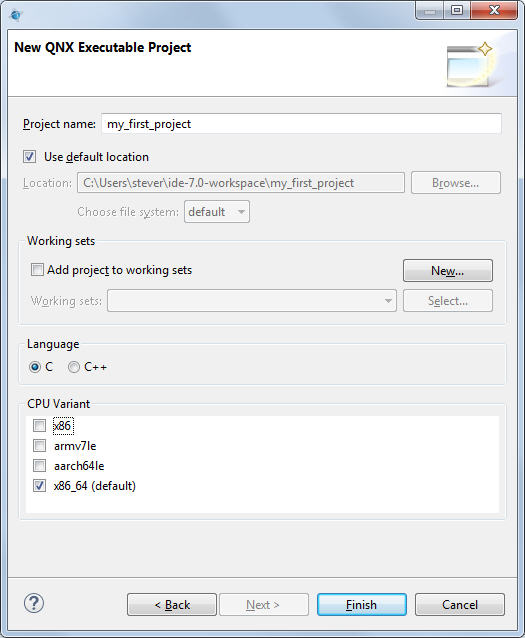 New QNX Executable Project
Project name: my_first_project
Use default location
Location: C:\Users\stever\ide-7.0-workspace\my_first_project Browse...
Choose file system: default
Working sets
Add project to working sets New...
Working sets: Select...
Language
C C++
CPU Variant
x86
armv7le
aarch64le
x86_64 (default)
? < Back Next > Finish Cancel